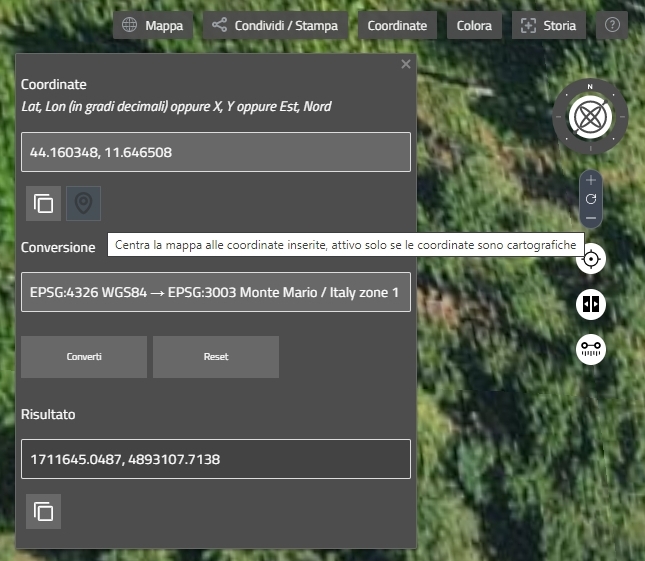 Mappa
Condividi / Stampa
Coordinate
Colora
Storia
?
Coordinate
Lat, Lon (in gradi decimali) oppure X, Y oppure Est, Nord
N
44.160348, 11.646508
Centra la mappa alle coordinate inserite, attivo solo se le coordinate sono cartografiche
Conversione
EPSG:4326 WGS84 → EPSG:3003 Monte Mario / Italy zone 1
Converti
Reset
Risultato
1711645.0487, 4893107.7138